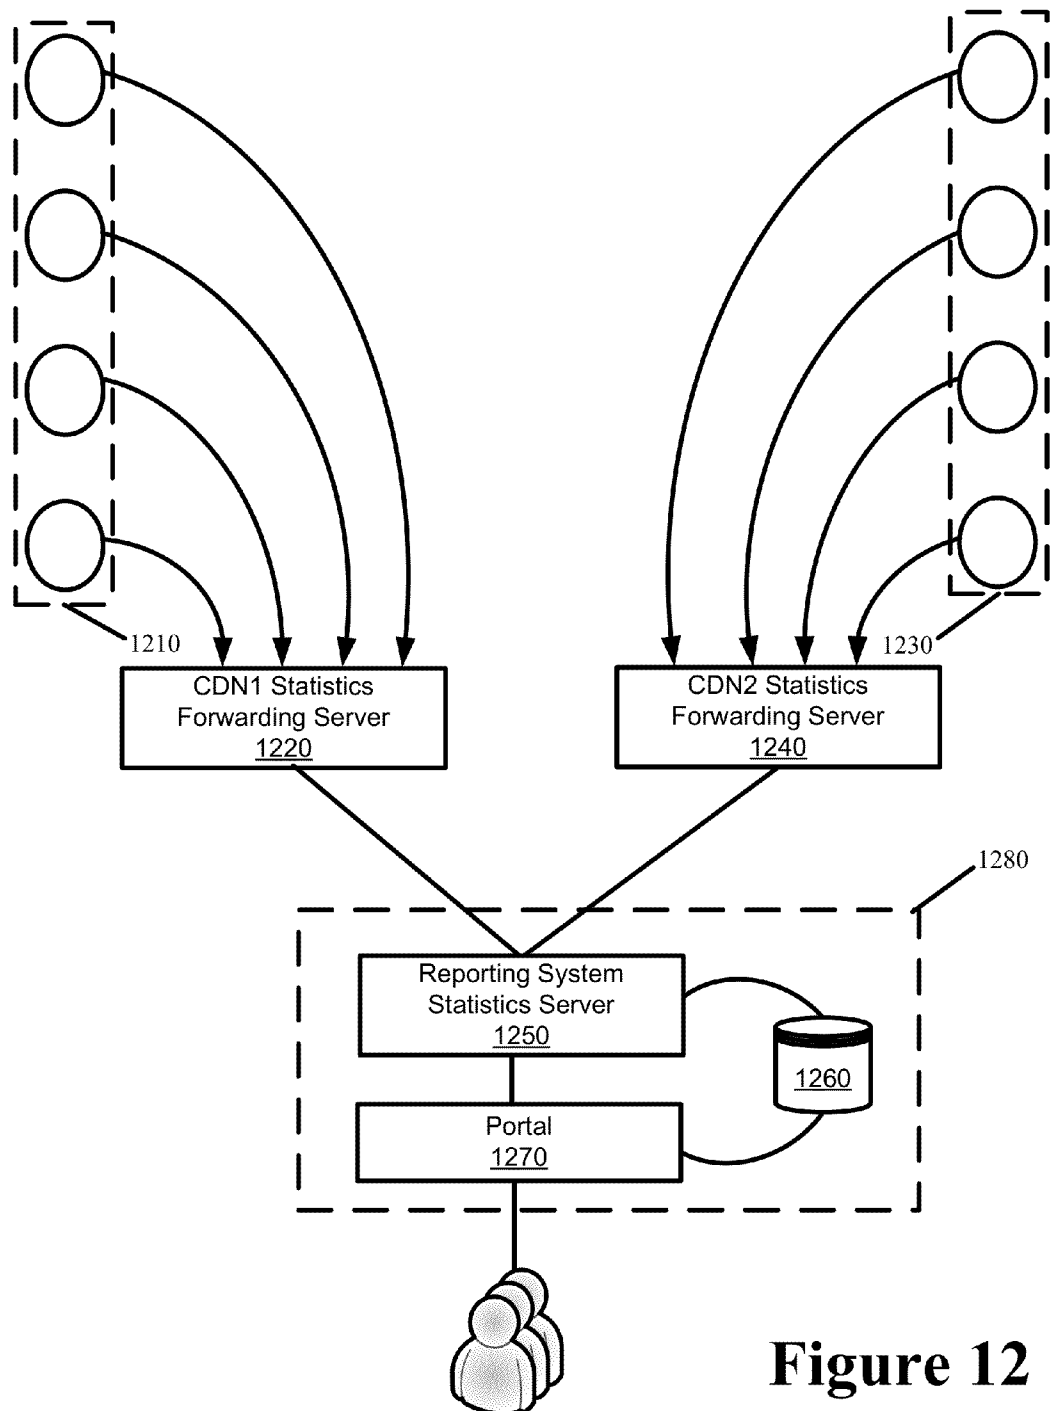 1210
1230
CDN1 Statistics
Forwarding Server
1220
CDN2 Statistics
Forwarding Server
1240
1280
Reporting System
Statistics Server
1250
1260
Portal
1270
Figure 12